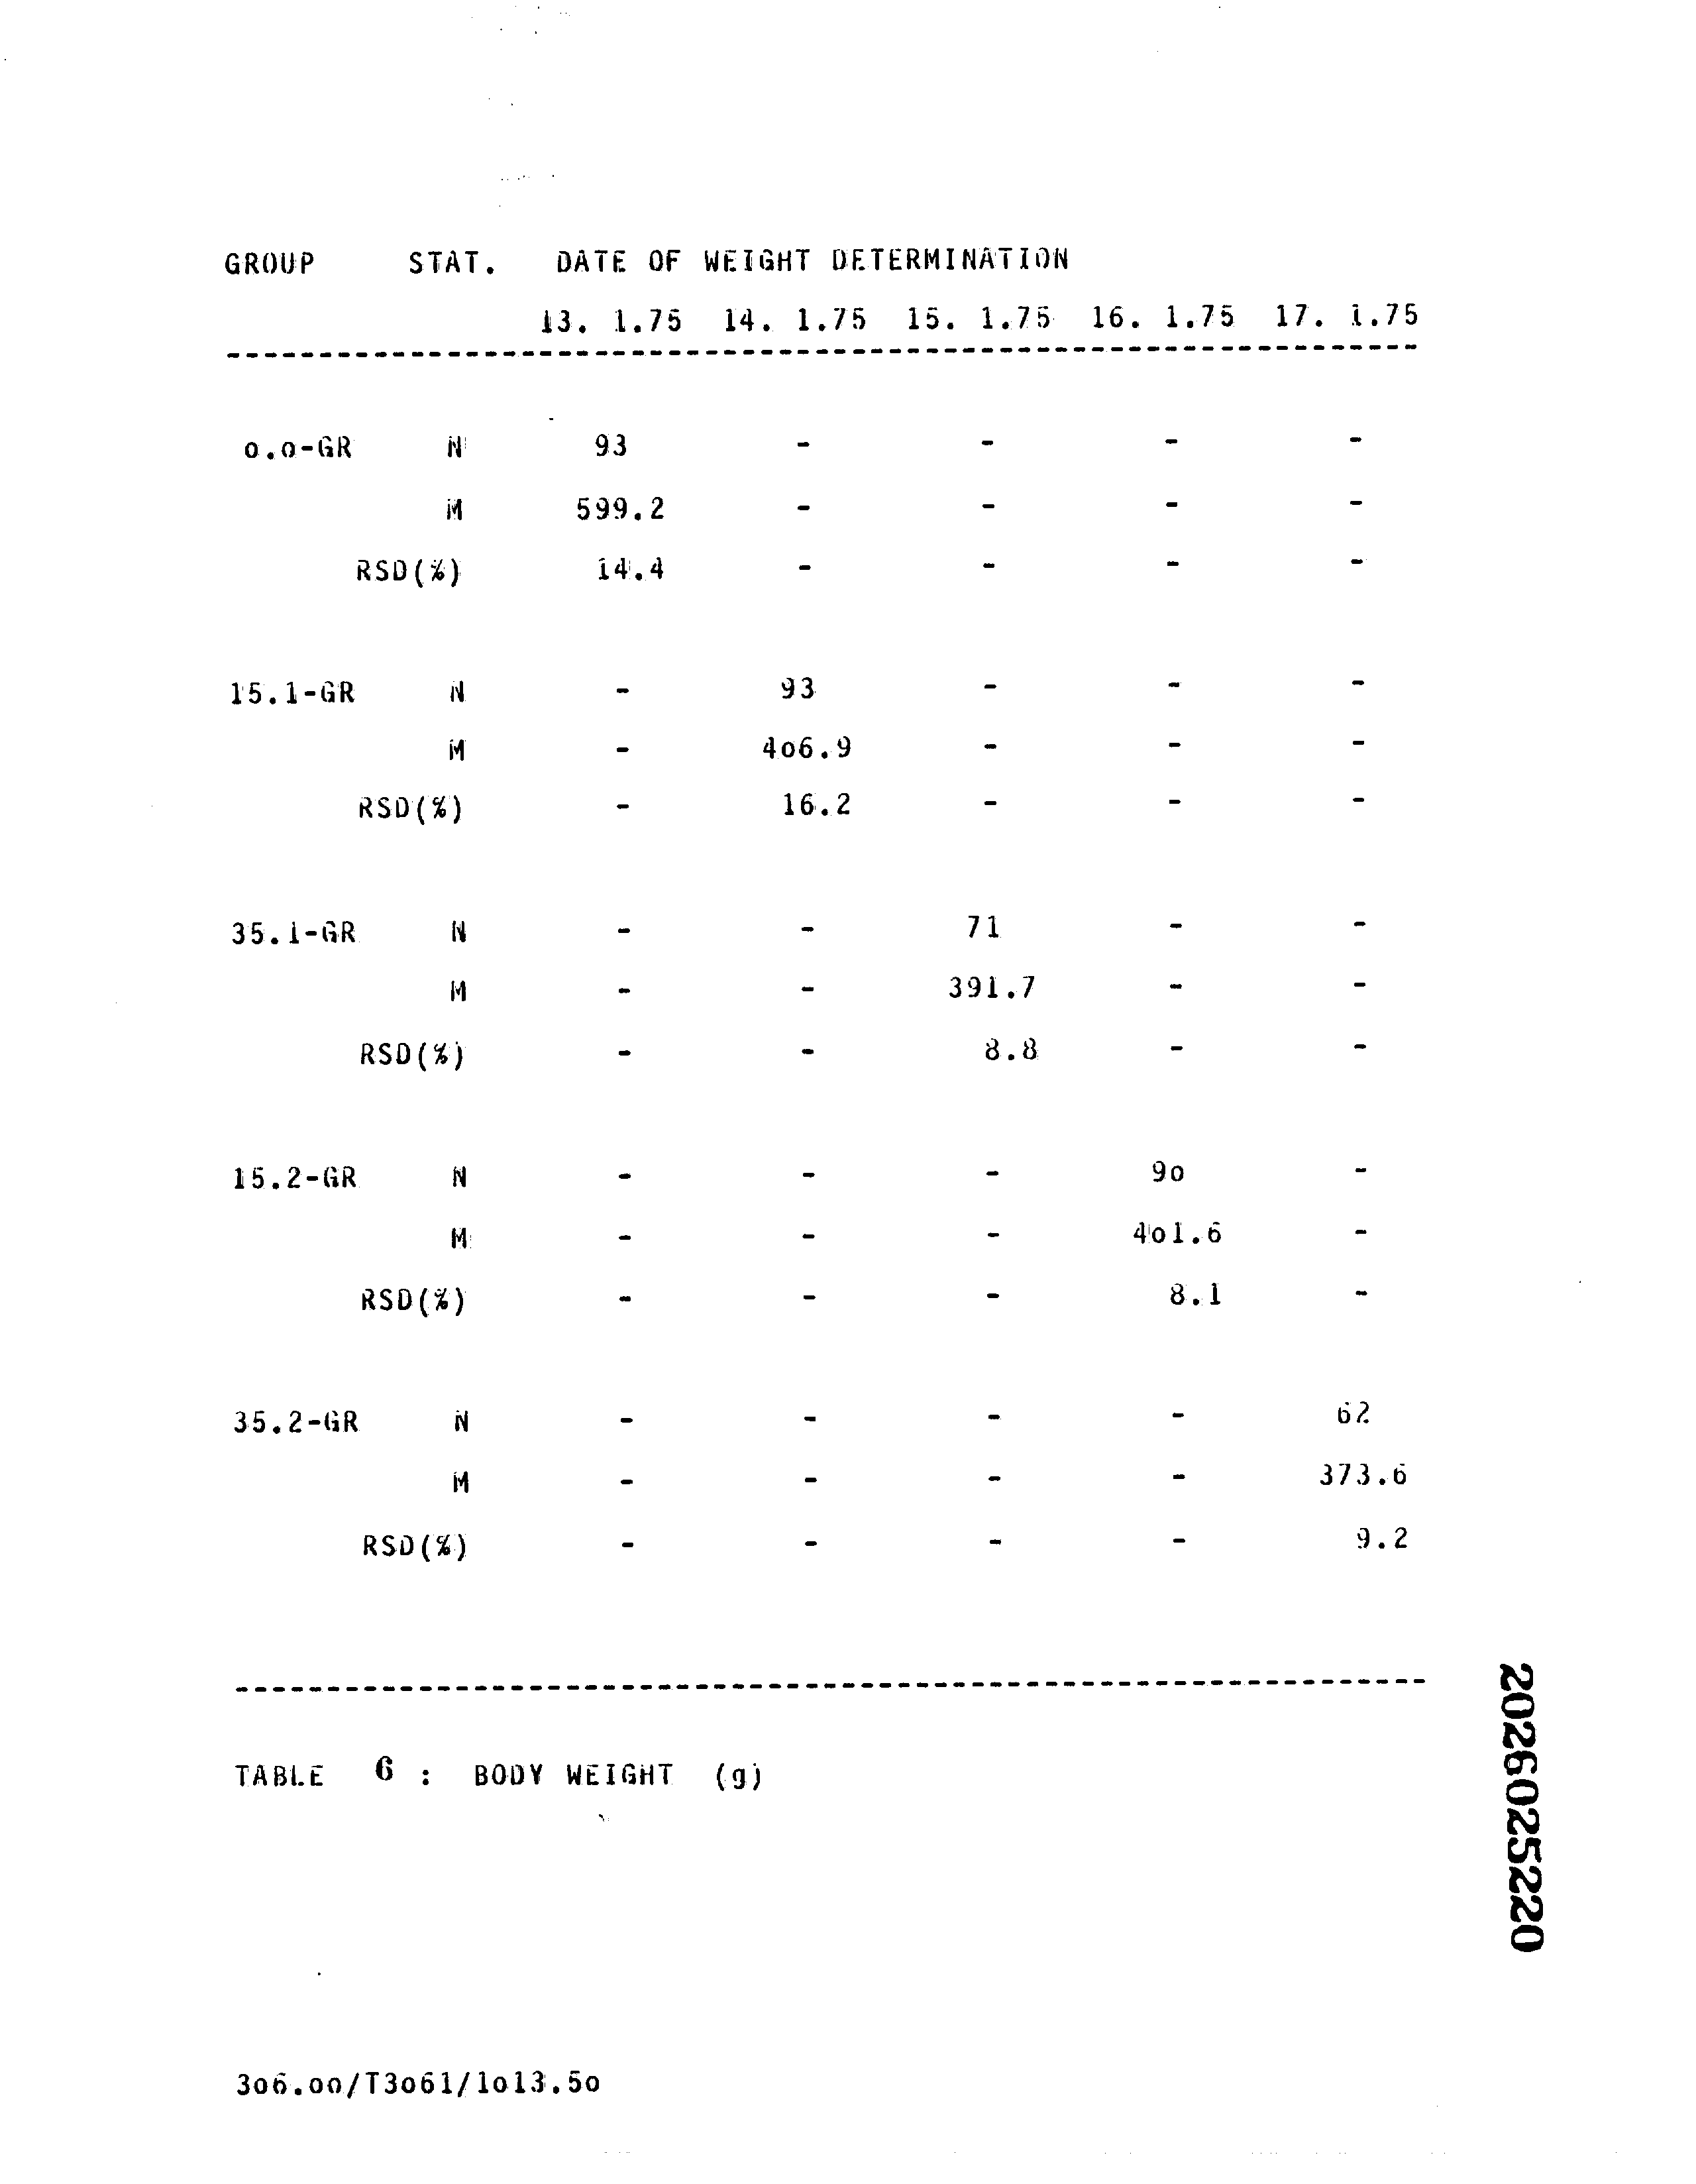 GROUP STAT. DATE OF WEIGHT DETERMINATION
13. 1.75 14. 1.75 15. 1.75 16. 1.75 17. 1.75
o.o-GR N 93 - - - -
M 599.2 - - - -
RSD(%) 14.4 - - - -
15.1-GR N - 93 - - -
M - 4o6.9 - - -
RSD(%) - 16.2 - - -
35.1-GR N - - 71 - -
M - - 391.7 - -
RSD(%) - - 8.8 - -
15.2-GR N - - - 9o -
M - - - 4o1.6 -
RSD(%) - - - 8.1 -
35.2-GR N - - - - 62
M - - - - 373.6
RSD(%) - - - - 9.2
TABLE 6 : BODY WEIGHT (g)
2026025220
3o6.oo/T3o61/1o13.5o